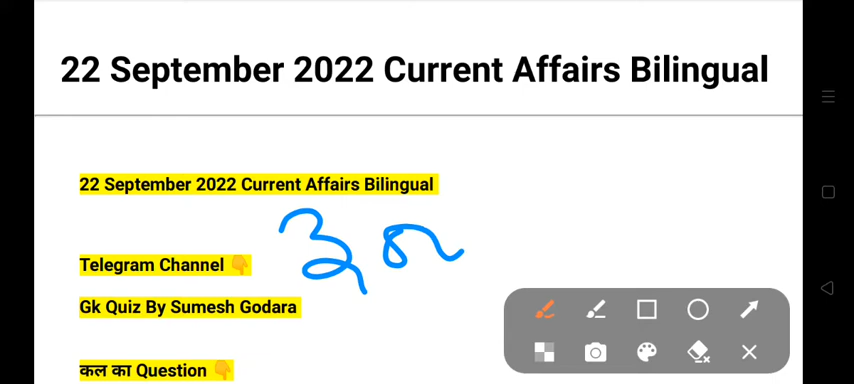 22 September 2022 Current Affairs Bilingual
22 September 2022 Current Affairs Bilingual
Telegram Channel 👇
Gk Quiz By Sumesh Godara
कल का Question 👇